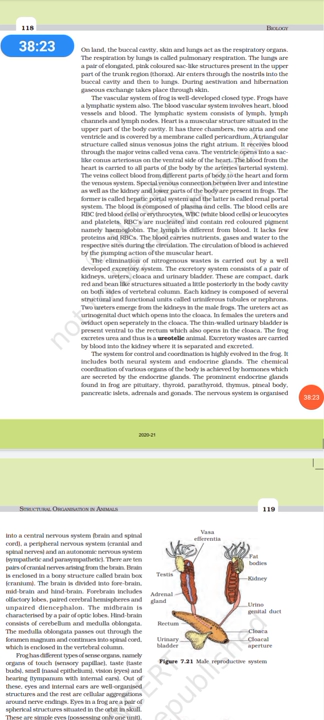 118
BIOLOGY
38:23
On land, the buccal cavity, skin and lungs act as the respiratory organs.
The respiration by lungs is called pulmonary respiration. The lungs are
a pair of elongated, pink coloured sac-like structures present in the upper
part of the trunk region (thorax). Air enters through the nostrils into the
buccal cavity and then to lungs. During aestivation and hibernation
gaseous exchange takes place through skin.
The vascular system of frog is well-developed closed type. Frogs have
a lymphatic system also. The blood vascular system involves heart, blood
vessels and blood. The lymphatic system consists of lymph, lymph
channels and lymph nodes. Heart is a muscular structure situated in the
upper part of the body cavity. It has three chambers, two atria and one
ventricle and is covered by a membrane called pericardium. A triangular
structure called sinus venosus joins the right atrium. It receives blood
through the major veins called vena cava. The ventricle opens into a sac-
like conus arteriosus on the ventral side of the heart. The blood from the
heart is carried to all parts of the body by the arteries (arterial system).
The veins collect blood from different parts of body to the heart and form
the venous system. Special venous connection between liver and intestine
as well as the kidney and lower parts of the body are present in frogs. The
former is called hepatic portal system and the latter is called renal portal
system. The blood is composed of plasma and cells. The blood cells are
RBC (red blood cells) or erythrocytes, WBC (white blood cells) or leucocytes
and platelets. RBC's are nucleated and contain red coloured pigment
namely haemoglobin. The lymph is different from blood. It lacks few
proteins and RBCs. The blood carries nutrients, gases and water to the
respective sites during the circulation. The circulation of blood is achieved
by the pumping action of the muscular heart.
The elimination of nitrogenous wastes is carried out by a well
developed excretory system. The excretory system consists of a pair of
kidneys, ureters, cloaca and urinary bladder. These are compact, dark
red and bean like structures situated a little posteriorly in the body cavity
on both sides of vertebral column. Each kidney is composed of several
structural and functional units called uriniferous tubules or nephrons.
Two ureters emerge from the kidneys in the male frogs. The ureters act as
urinogenital duct which opens into the cloaca. In females the ureters and
oviduct open seperately in the cloaca. The thin-walled urinary bladder is
present ventral to the rectum which also opens in the cloaca. The frog
excretes urea and thus is a ureotelic animal. Excretory wastes are carried
by blood into the kidney where it is separated and excreted.
The system for control and coordination is highly evolved in the frog. It
includes both neural system and endocrine glands. The chemical
coordination of various organs of the body is achieved by hormones which
are secreted by the endocrine glands. The prominent endocrine glands
found in frog are pituitary, thyroid, parathyroid, thymus, pineal body,
pancreatic islets, adrenals and gonads. The nervous system is organised
38:23
2020-21
STRUCTURAL ORGANISATION IN ANIMALS
119
into a central nervous system (brain and spinal
cord), a peripheral nervous system (cranial and
spinal nerves) and an autonomic nervous system
(sympathetic and parasympathetic). There are ten
pairs of cranial nerves arising from the brain. Brain
is enclosed in a bony structure called brain box
(cranium). The brain is divided into fore-brain,
mid-brain and hind-brain. Forebrain includes
olfactory lobes, paired cerebral hemispheres and
unpaired diencephalon. The midbrain is
characterised by a pair of optic lobes. Hind-brain
consists of cerebellum and medulla oblongata.
The medulla oblongata passes out through the
foramen magnum and continues into spinal cord,
which is enclosed in the vertebral column.
Frog has different types of sense organs, namely
organs of touch (sensory papillae), taste (taste
buds), smell (nasal epithelium), vision (eyes) and
hearing (tympanum with internal ears). Out of
these, eyes and internal ears are well-organised
structures and the rest are cellular aggregations
around nerve endings. Eyes in a frog are a pair of
spherical structures situated in the orbit in skull.
These are simple eyes (possessing only one unit).
Vasa
efferentia
Fat
bodies
Testis
Kidney
Adrenal
gland
Urino
genital duct
Rectum
Cloaca
Urinary
bladder
Cloacal
aperture
Figure 7.21 Male reproductive system